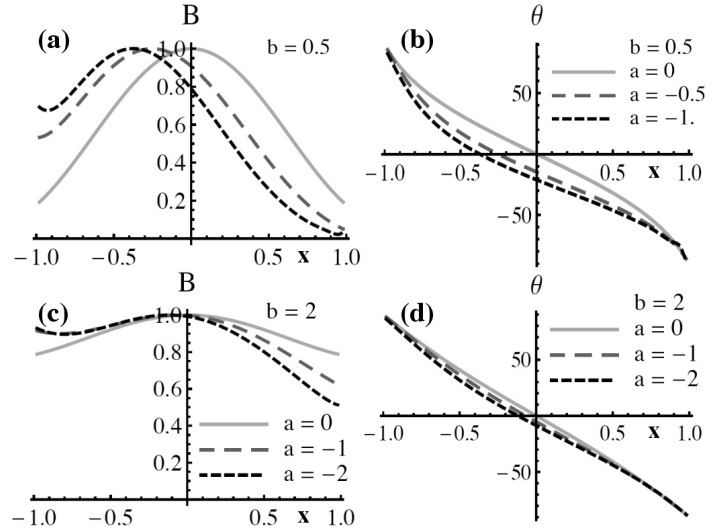 B
(a)
b = 0.5
1.0
0.8
0.6
0.4
0.2
−1.0 −0.5 0.5 x 1.0
θ
(b)
b = 0.5
a = 0
a = −0.5
a = −1.
50
−1.0 −0.5 0.5 x 1.0
−50
B
(c)
b = 2
1.0
0.8
0.6
0.4
0.2
a = 0
a = −1
a = −2
−1.0 −0.5 0.5 x 1.0
θ
(d)
b = 2
a = 0
a = −1
a = −2
50
−1.0 −0.5 0.5 x 1.0
−50